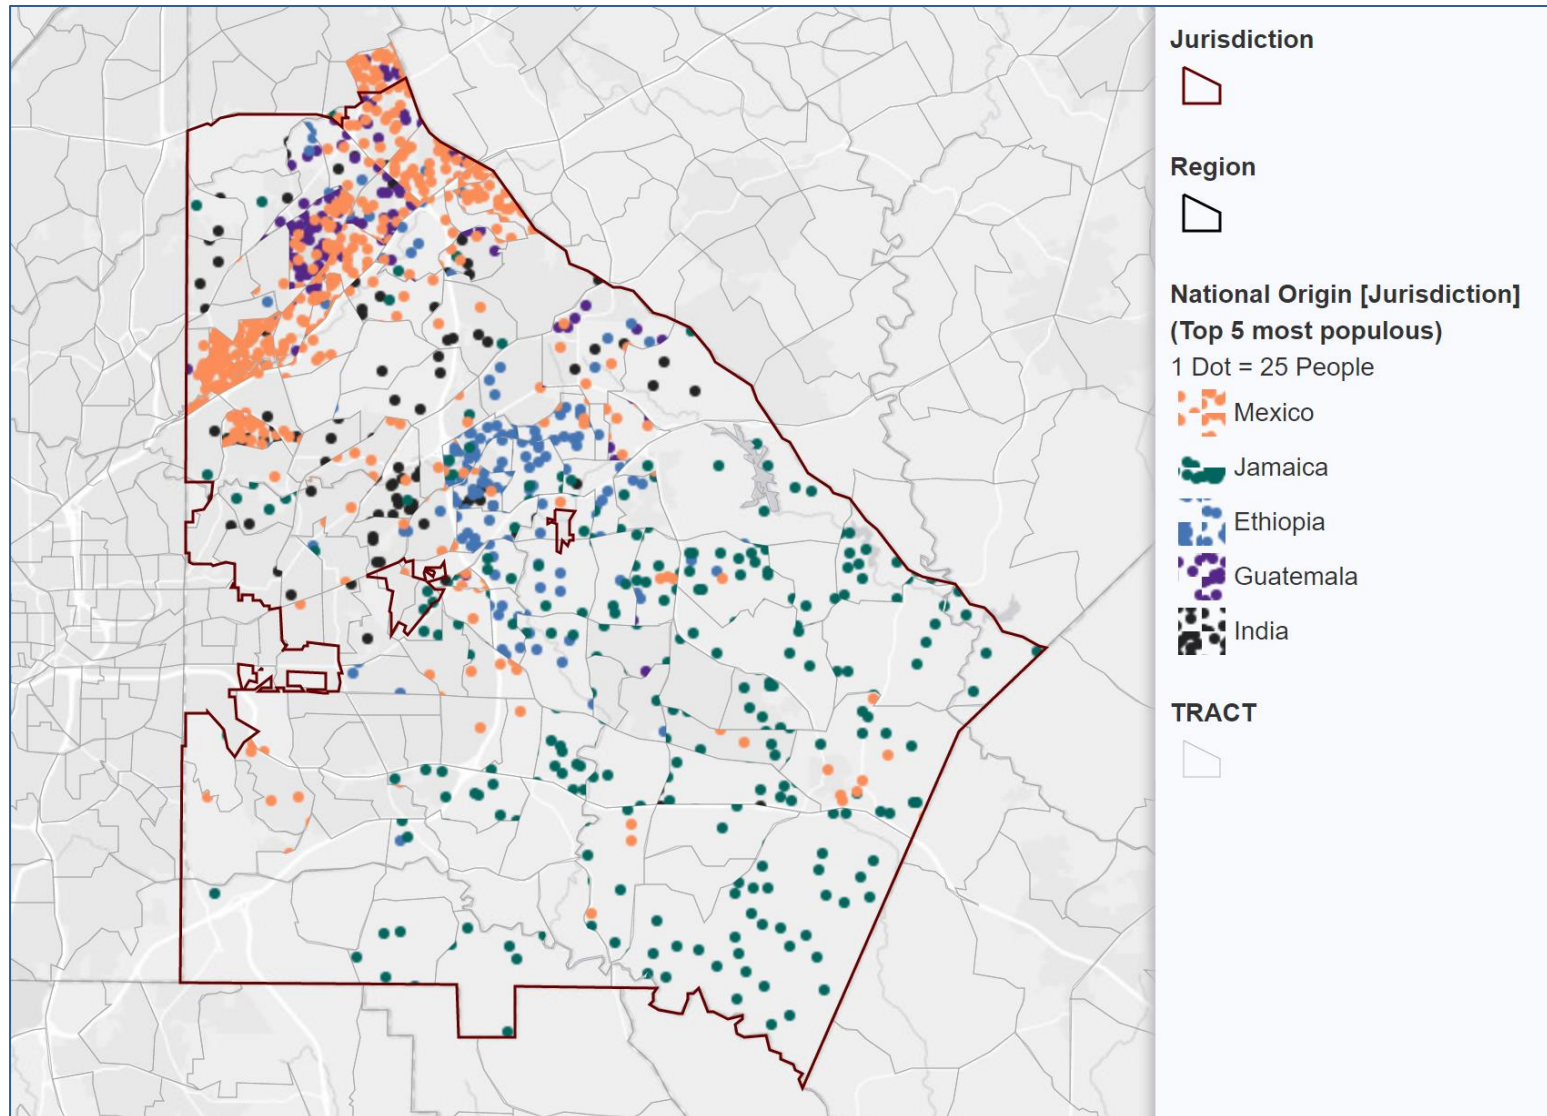 Jurisdiction
Region
National Origin [Jurisdiction]
(Top 5 most populous)
1 Dot = 25 People
Mexico
Jamaica
Ethiopia
Guatemala
India
TRACT